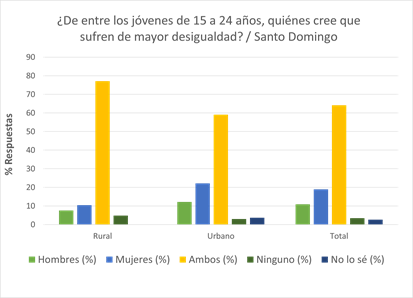 ¿De entre los jóvenes de 15 a 24 años, quiénes cree que
sufren de mayor desigualdad? / Santo Domingo
% Respuestas
90
80
70
60
50
40
30
20
10
0
Rural Urbano Total
Hombres (%) Mujeres (%) Ambos (%) Ninguno (%) No lo sé (%)